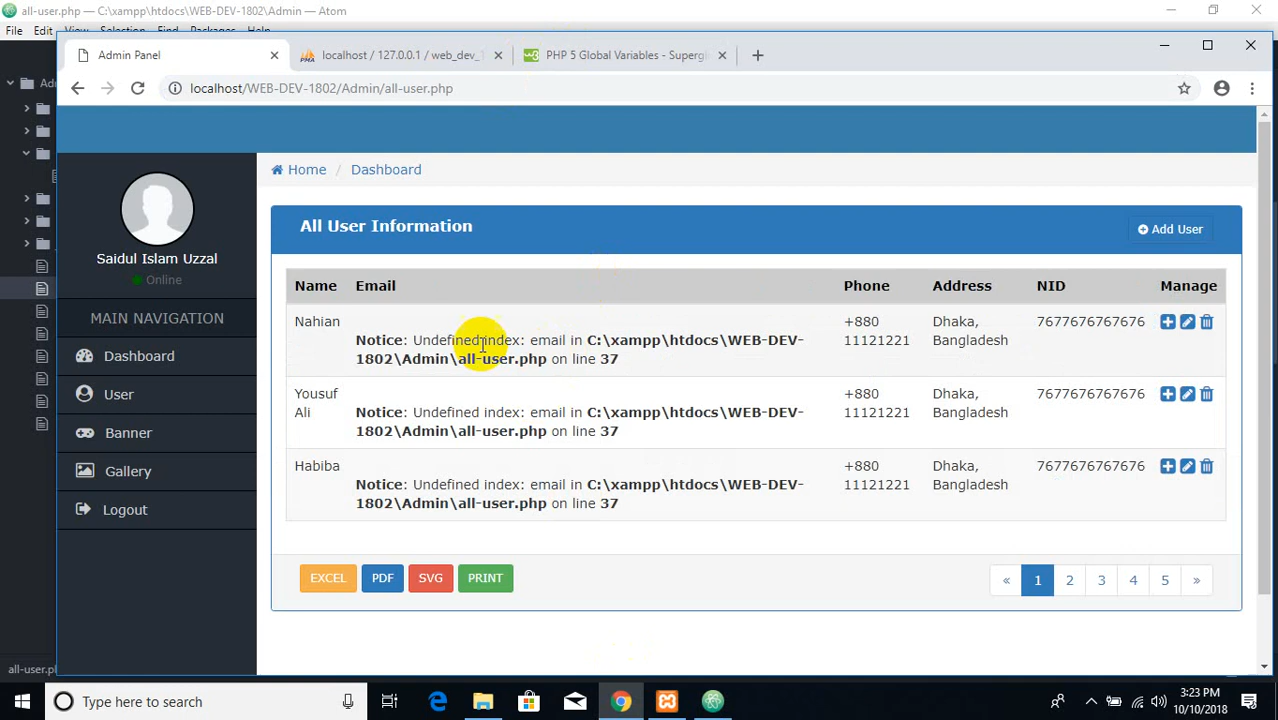 all-user.php — C:\xampp\htdocs\WEB-DEV-1802\Admin — Atom
File Edit View Selection Find Packages Help
Admin Panel
localhost / 127.0.0.1 / web_dev_1
PHP 5 Global Variables - Supergl
localhost/WEB-DEV-1802/Admin/all-user.php
Home / Dashboard
Saidul Islam Uzzal
Online
MAIN NAVIGATION
Dashboard
User
Banner
Gallery
Logout
All User Information
Add User
Name Email Phone Address NID Manage
Nahian +880 Dhaka, 7677676767676
Notice: Undefined index: email in C:\xampp\htdocs\WEB-DEV- 11121221 Bangladesh
1802\Admin\all-user.php on line 37
Yousuf +880 Dhaka, 7677676767676
Ali Notice: Undefined index: email in C:\xampp\htdocs\WEB-DEV- 11121221 Bangladesh
1802\Admin\all-user.php on line 37
Habiba +880 Dhaka, 7677676767676
Notice: Undefined index: email in C:\xampp\htdocs\WEB-DEV- 11121221 Bangladesh
1802\Admin\all-user.php on line 37
EXCEL PDF SVG PRINT « 1 2 3 4 5 »
all-user.ph
Type here to search
3:23 PM
10/10/2018